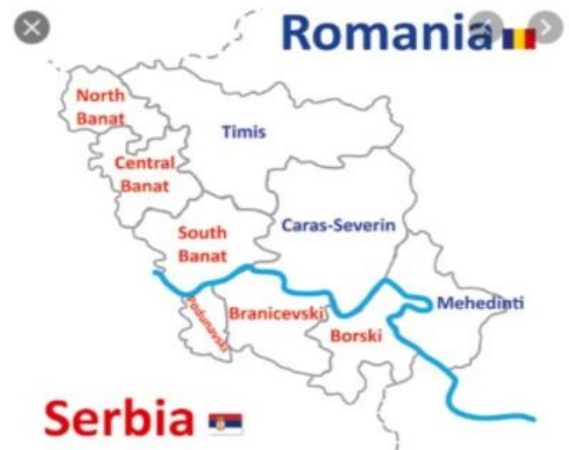 Romania
North
Banat
Timis
Central
Banat
Caras-Severin
South
Banat
Mehedinti
Podunavski
Branicevski
Borski
Serbia